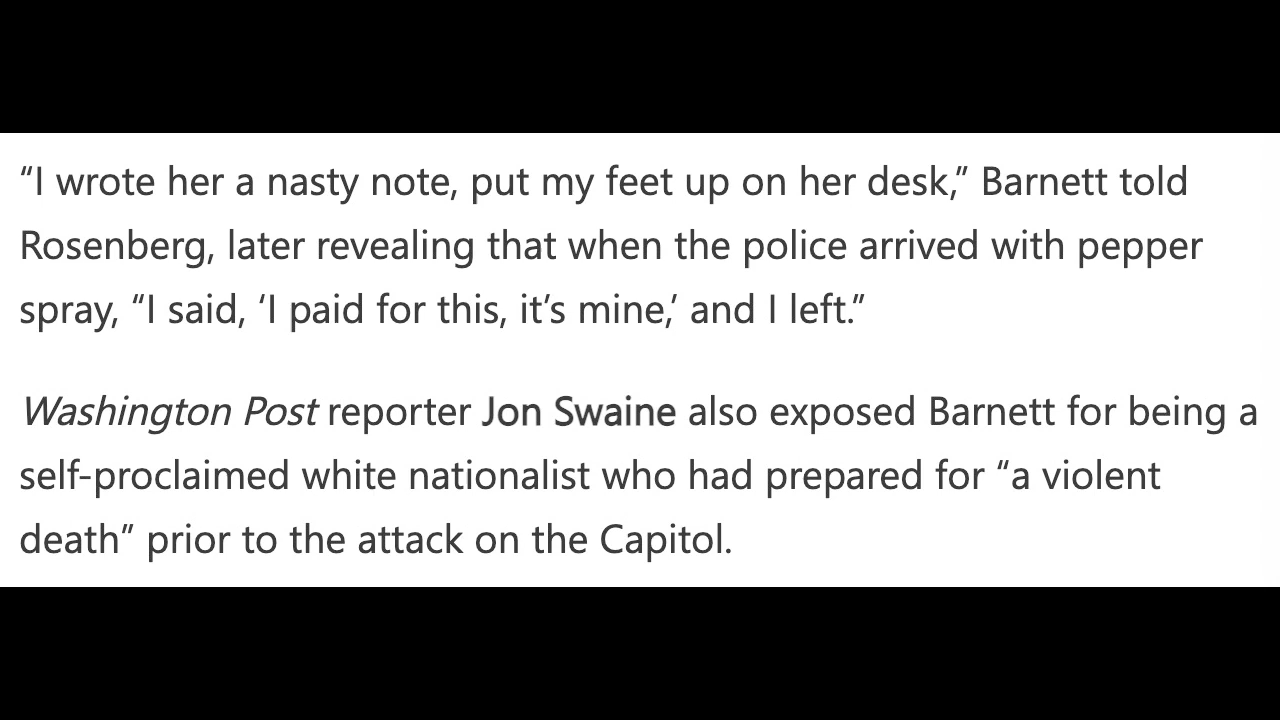 “I wrote her a nasty note, put my feet up on her desk,” Barnett told
Rosenberg, later revealing that when the police arrived with pepper
spray, “I said, ‘I paid for this, it’s mine,’ and I left.”
Washington Post reporter Jon Swaine also exposed Barnett for being a
self-proclaimed white nationalist who had prepared for “a violent
death” prior to the attack on the Capitol.